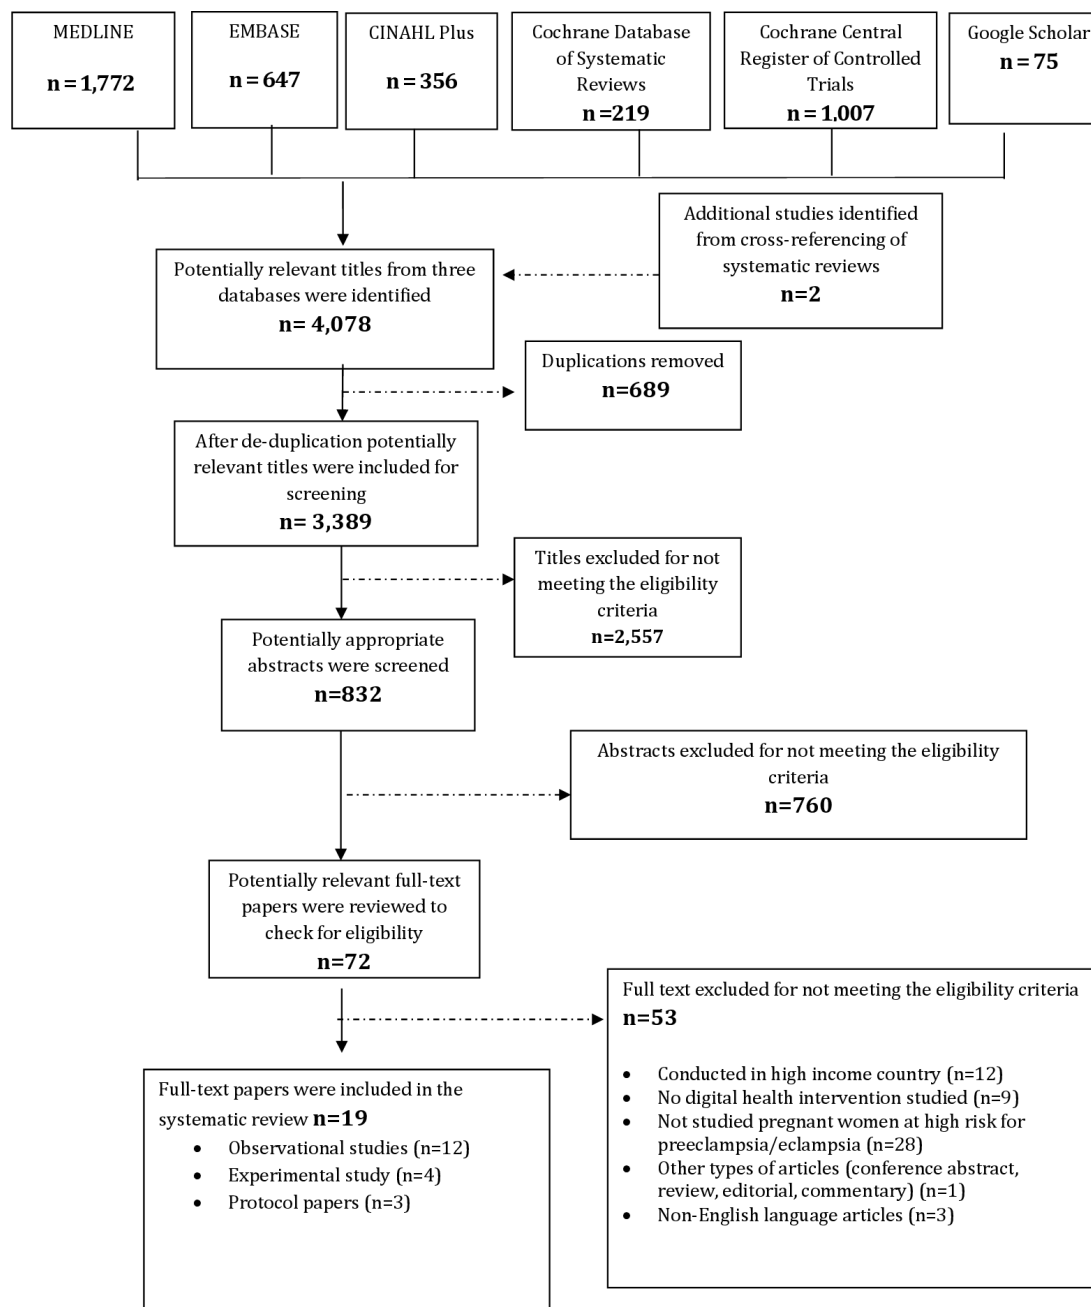 MEDLINE
n = 1,772
EMBASE
n = 647
CINAHL Plus
n = 356
Cochrane Database
of Systematic
Reviews
n =219
Cochrane Central
Register of Controlled
Trials
n = 1,007
Google Scholar
n = 75
Additional studies identified
from cross-referencing of
systematic reviews
n=2
Potentially relevant titles from three
databases were identified
n= 4,078
Duplications removed
n=689
After de-duplication potentially
relevant titles were included for
screening
n= 3,389
Titles excluded for not
meeting the eligibility
criteria
n=2,557
Potentially appropriate
abstracts were screened
n=832
Abstracts excluded for not meeting the eligibility
criteria
n=760
Potentially relevant full-text
papers were reviewed to
check for eligibility
n=72
Full text excluded for not meeting the eligibility criteria
n=53
• Conducted in high income country (n=12)
• No digital health intervention studied (n=9)
• Not studied pregnant women at high risk for
preeclampsia/eclampsia (n=28)
• Other types of articles (conference abstract,
review, editorial, commentary) (n=1)
• Non-English language articles (n=3)
Full-text papers were included in the
systematic review n=19
• Observational studies (n=12)
• Experimental study (n=4)
• Protocol papers (n=3)